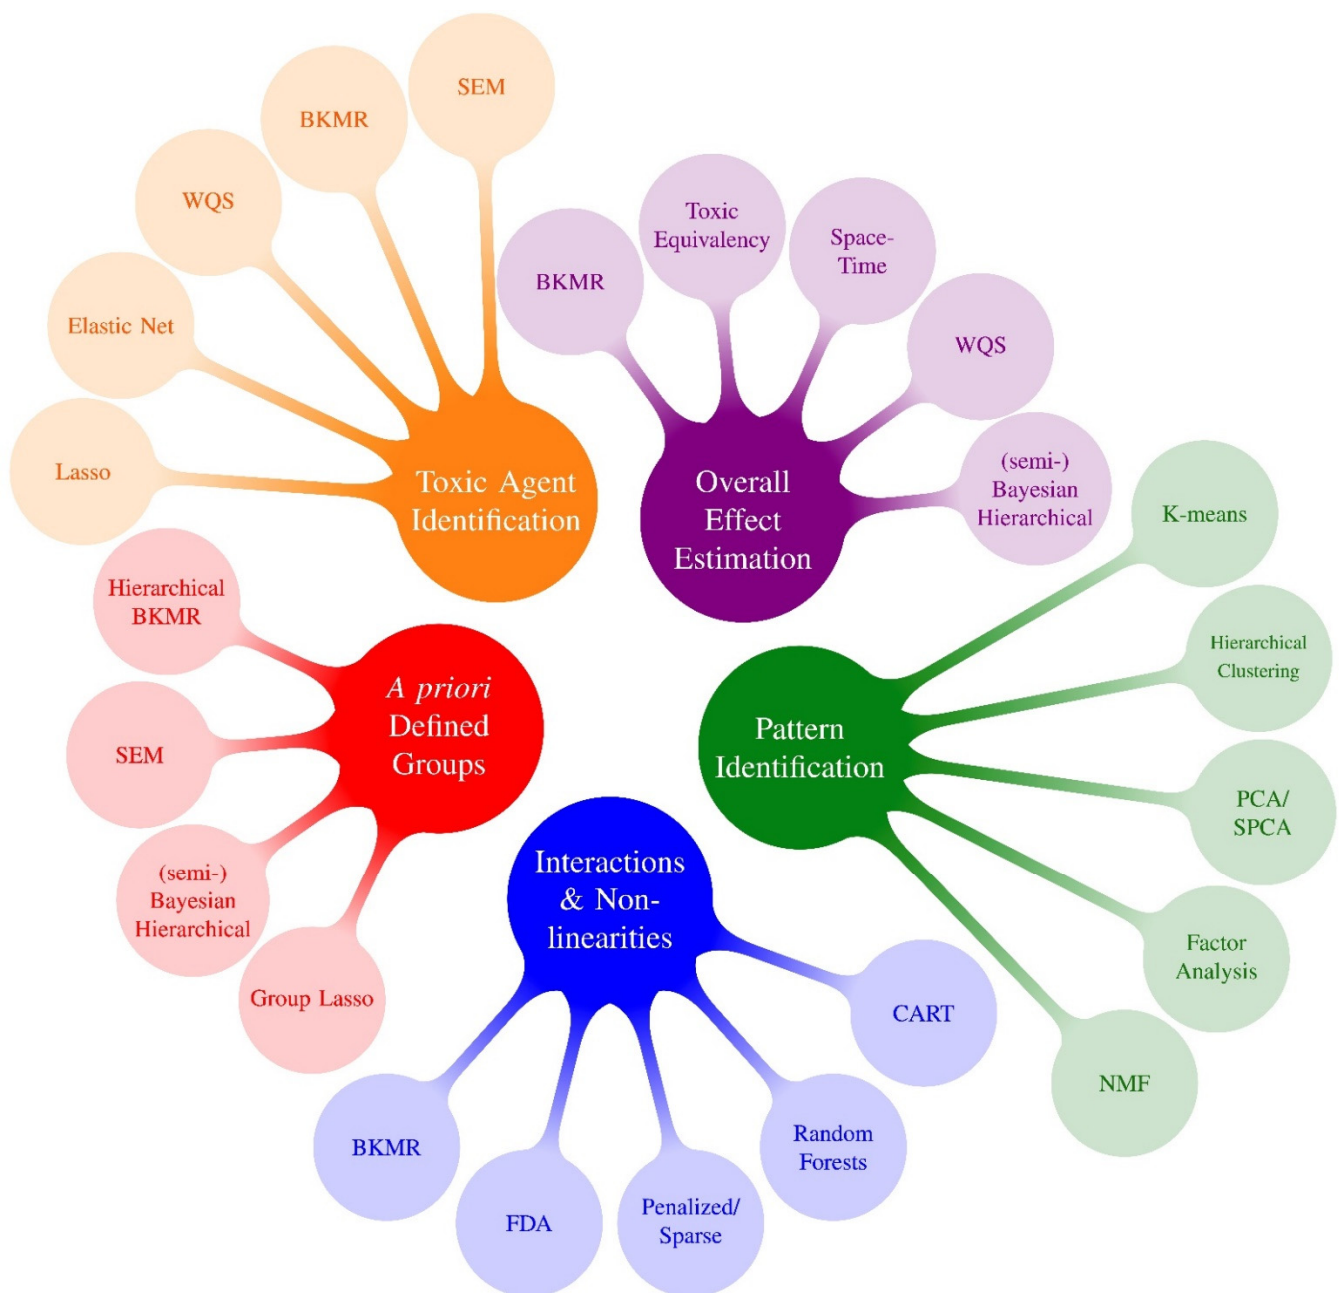 SEM
BKMR
WQS
Elastic Net
Lasso
Toxic Agent
Identification
BKMR
Toxic
Equivalency
Space-
Time
WQS
(semi-)
Bayesian
Hierarchical
Overall
Effect
Estimation
K-means
Hierarchical
Clustering
PCA/
SPCA
Factor
Analysis
NMF
Pattern
Identification
Hierarchical
BKMR
SEM
(semi-)
Bayesian
Hierarchical
Group Lasso
A priori
Defined
Groups
Interactions
& Non-
linearities
BKMR
FDA
Penalized/
Sparse
Random
Forests
CART